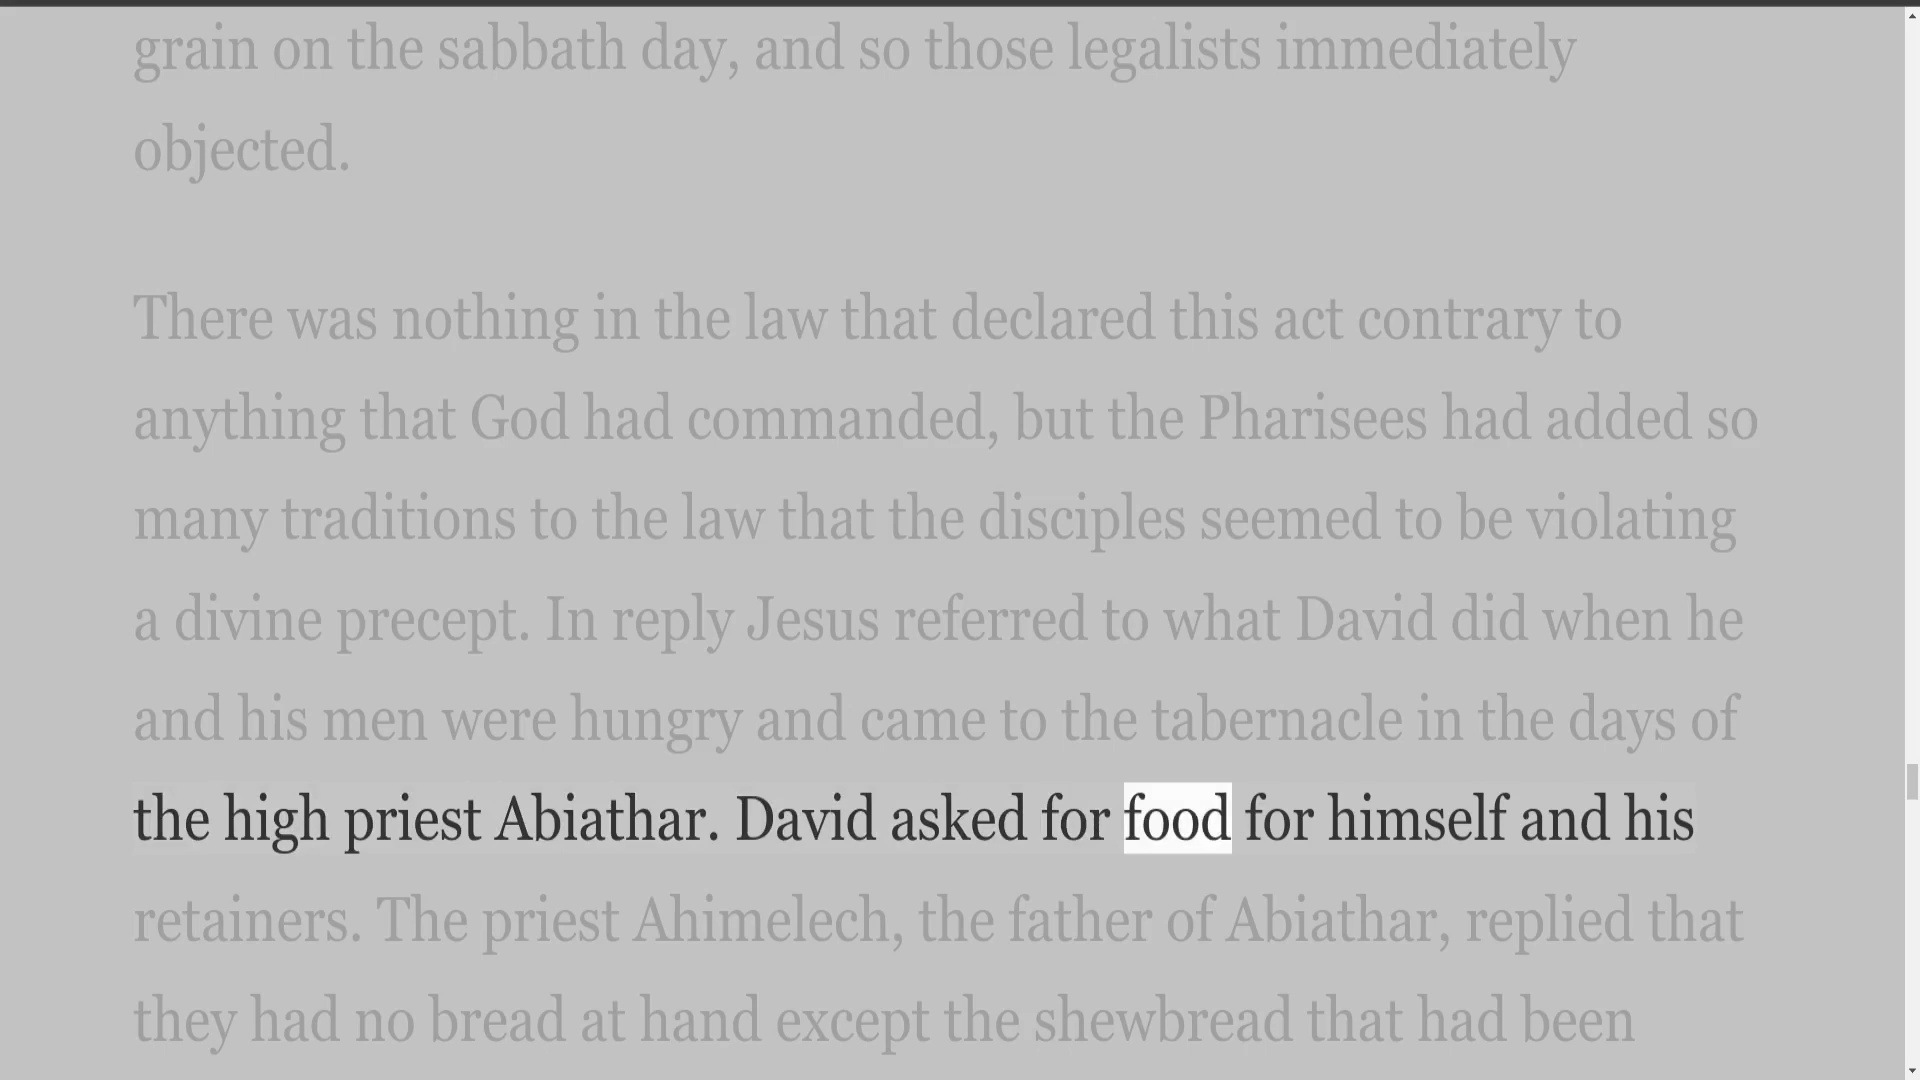 grain on the sabbath day, and so those legalists immediately
objected.
There was nothing in the law that declared this act contrary to
anything that God had commanded, but the Pharisees had added so
many traditions to the law that the disciples seemed to be violating
a divine precept. In reply Jesus referred to what David did when he
and his men were hungry and came to the tabernacle in the days of
the high priest Abiathar. David asked for food for himself and his
retainers. The priest Ahimelech, the father of Abiathar, replied that
they had no bread at hand except the shewbread that had been